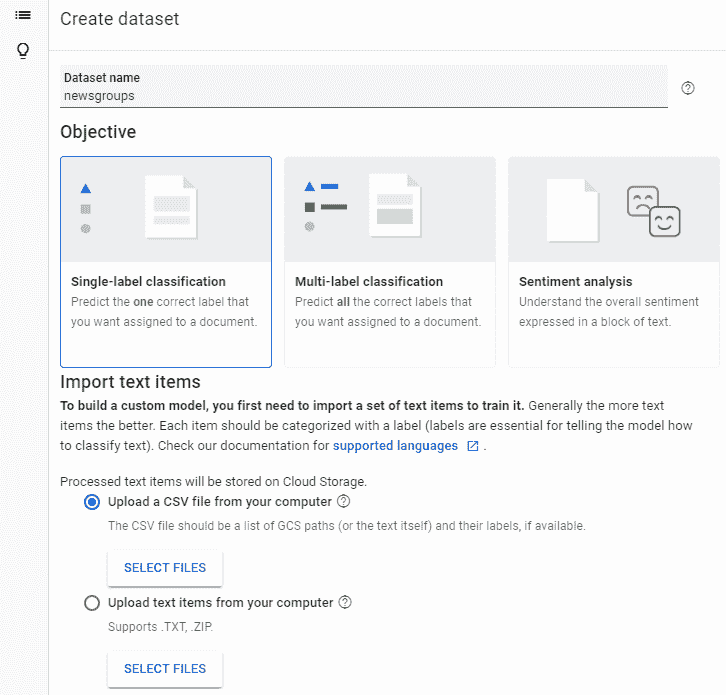 Create dataset
Dataset name
newsgroups
Objective
Single-label classification
Predict the one correct label that
you want assigned to a document.
Multi-label classification
Predict all the correct labels that
you want assigned to a document.
Sentiment analysis
Understand the overall sentiment
expressed in a block of text.
Import text items
To build a custom model, you first need to import a set of text items to train it. Generally the more text
items the better. Each item should be categorized with a label (labels are essential for telling the model how
to classify text). Check our documentation for supported languages .
Processed text items will be stored on Cloud Storage.
Upload a CSV file from your computer
The CSV file should be a list of GCS paths (or the text itself) and their labels, if available.
SELECT FILES
Upload text items from your computer
Supports .TXT, .ZIP.
SELECT FILES